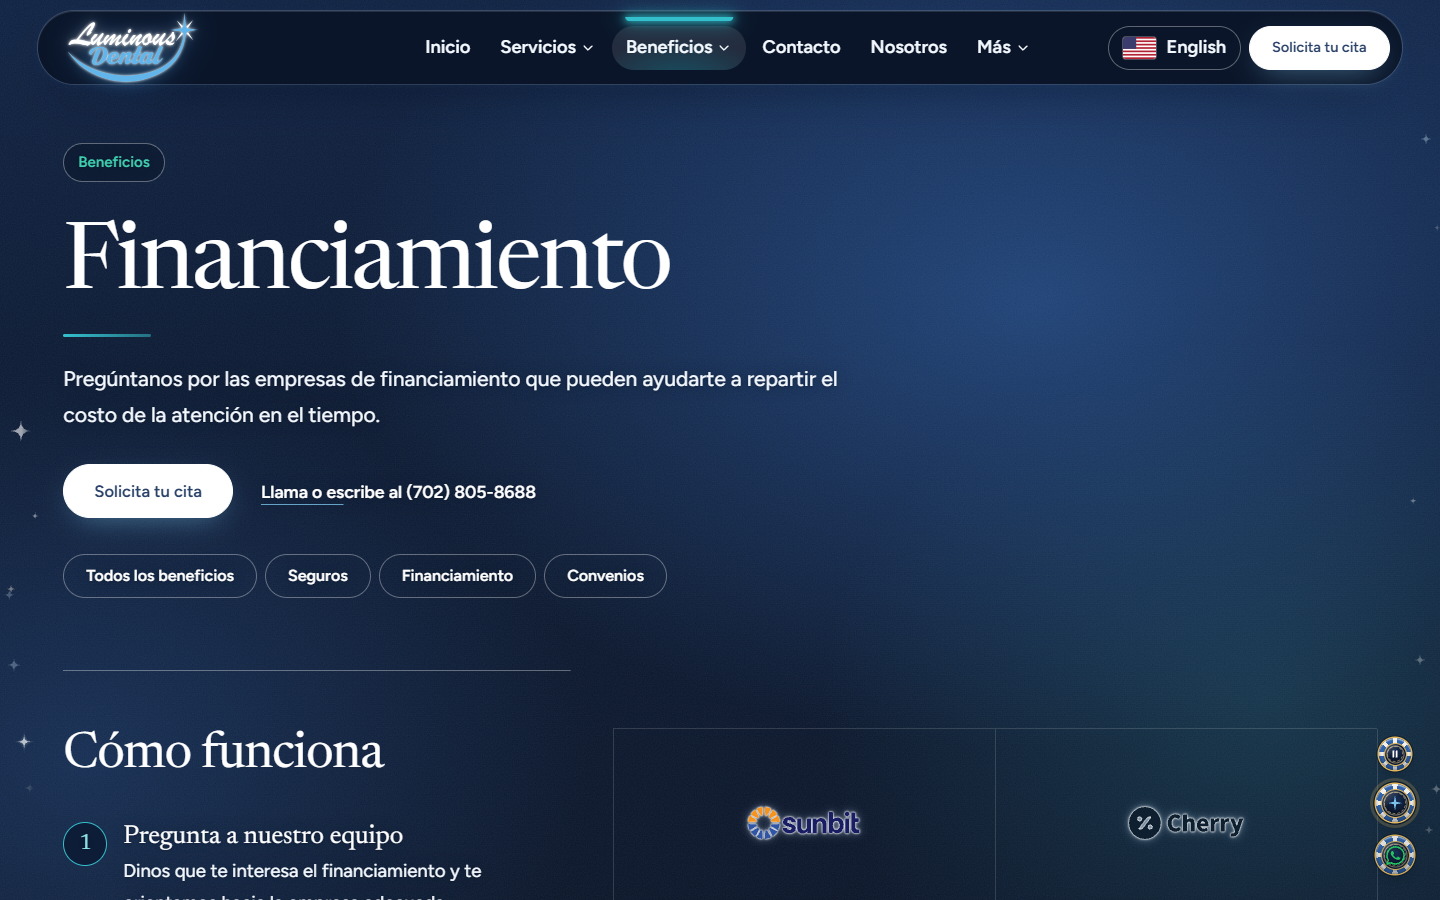 Luminous
Dental
Inicio
Servicios
Beneficios
Contacto
Nosotros
Más
English
Solicita tu cita
Beneficios
Financiamiento
Pregúntanos por las empresas de financiamiento que pueden ayudarte a repartir el
costo de la atención en el tiempo.
Solicita tu cita
Llama o escribe al (702) 805-8688
Todos los beneficios
Seguros
Financiamiento
Convenios
Cómo funciona
1
Pregunta a nuestro equipo
Dinos que te interesa el financiamiento y te
sunbit
Cherry